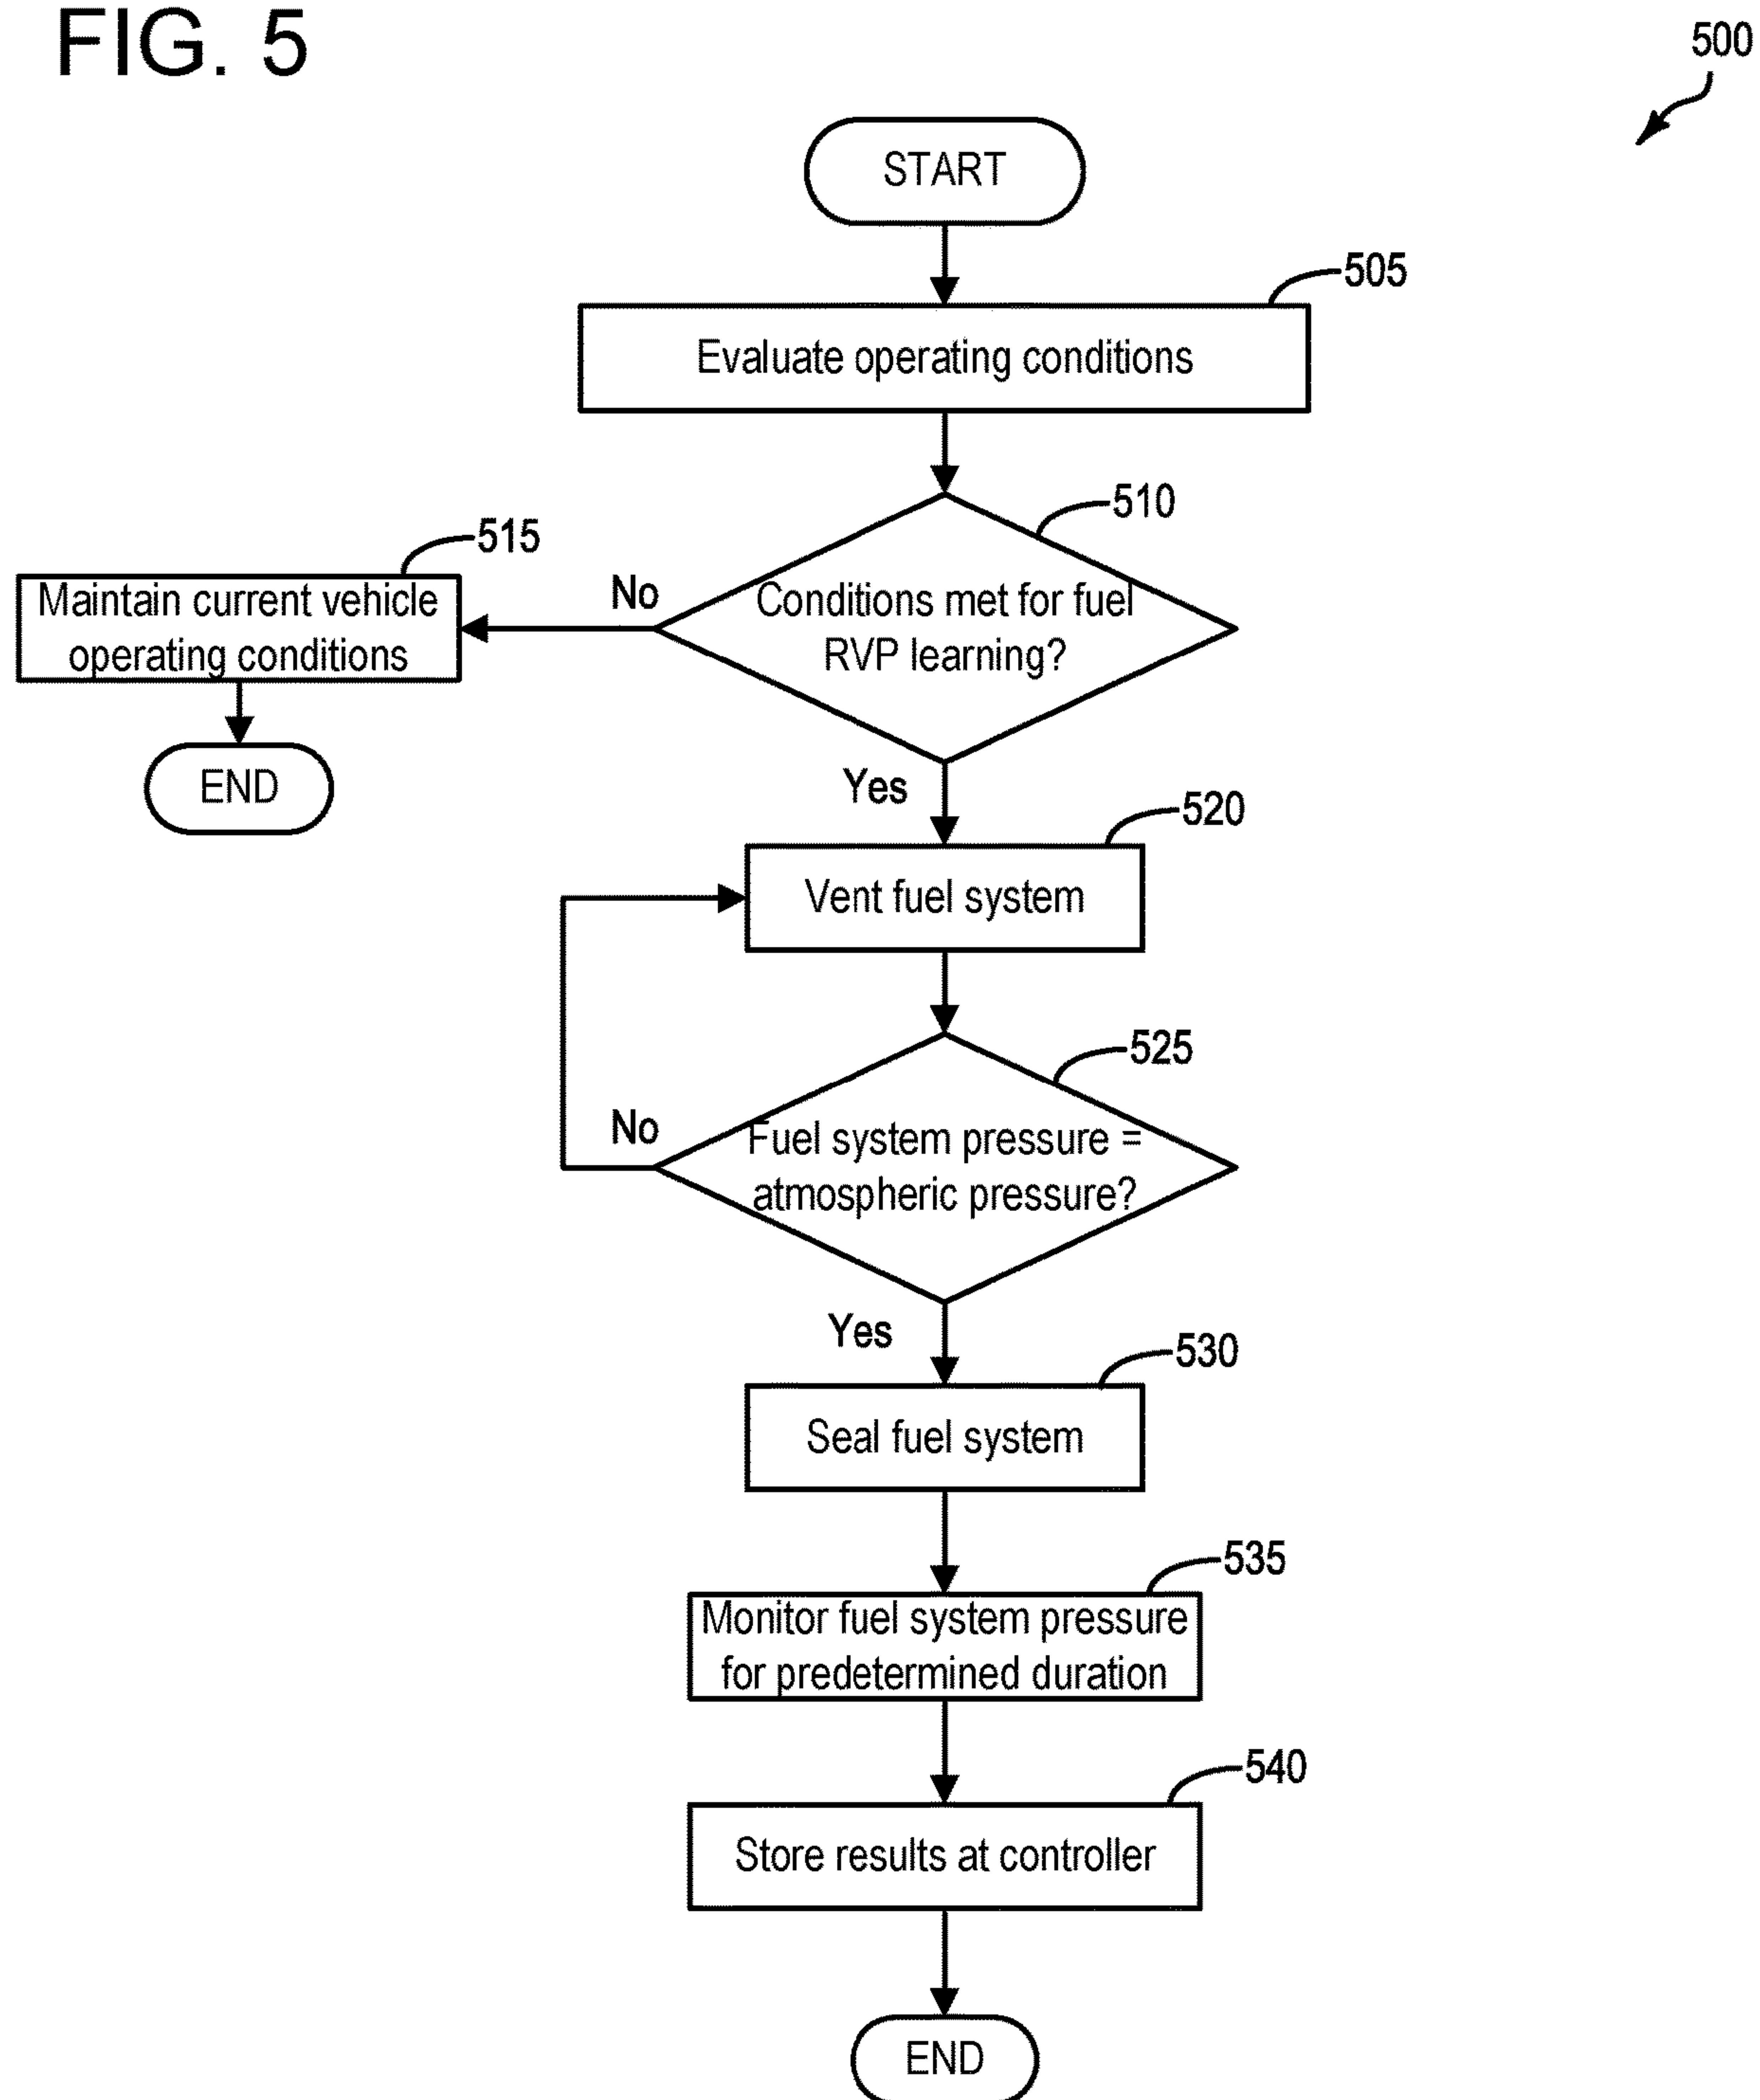 FIG. 5
500
START
505
Evaluate operating conditions
510
Conditions met for fuel
RVP learning?
No
515
Maintain current vehicle
operating conditions
END
Yes
520
Vent fuel system
525
Fuel system pressure =
atmospheric pressure?
No
Yes
530
Seal fuel system
535
Monitor fuel system pressure
for predetermined duration
540
Store results at controller
END